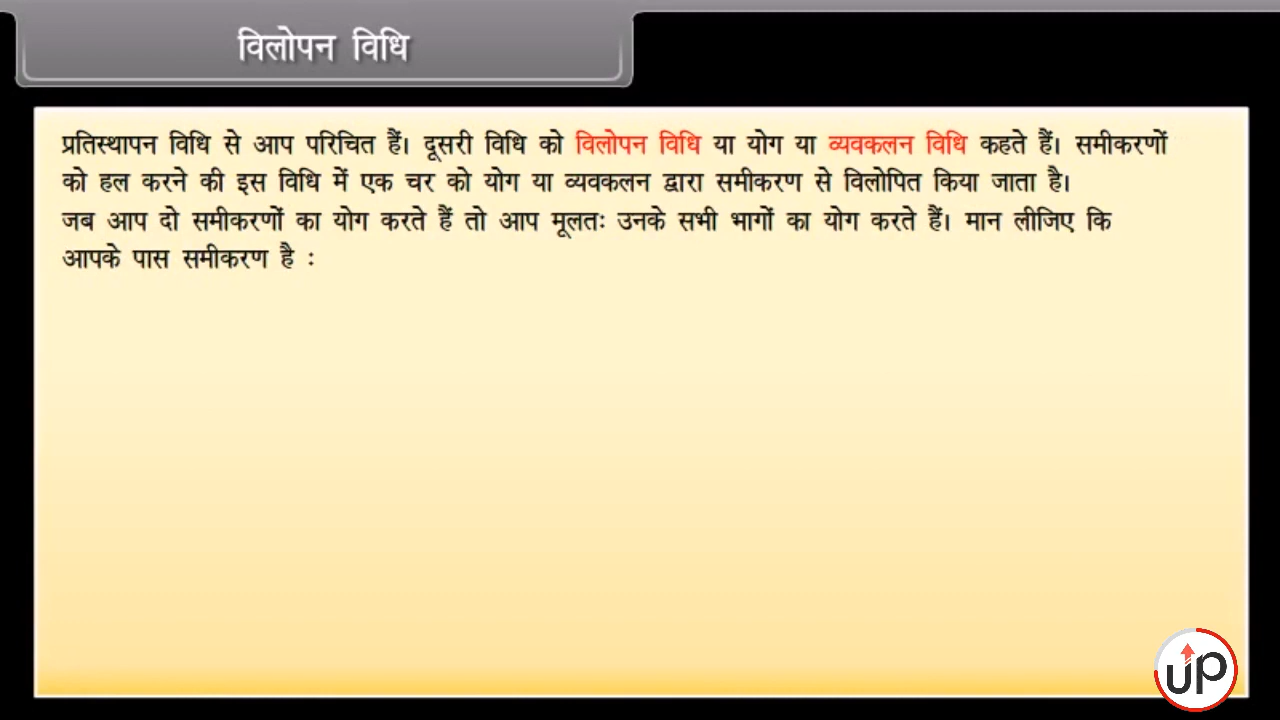 विलोपन विधि
प्रतिस्थापन विधि से आप परिचित हैं। दूसरी विधि को विलोपन विधि या योग या व्यवकलन विधि कहते हैं। समीकरणों
को हल करने की इस विधि में एक चर को योग या व्यवकलन द्वारा समीकरण से विलोपित किया जाता है।
जब आप दो समीकरणों का योग करते हैं तो आप मूलतः उनके सभी भागों का योग करते हैं। मान लीजिए कि
आपके पास समीकरण है :
UP